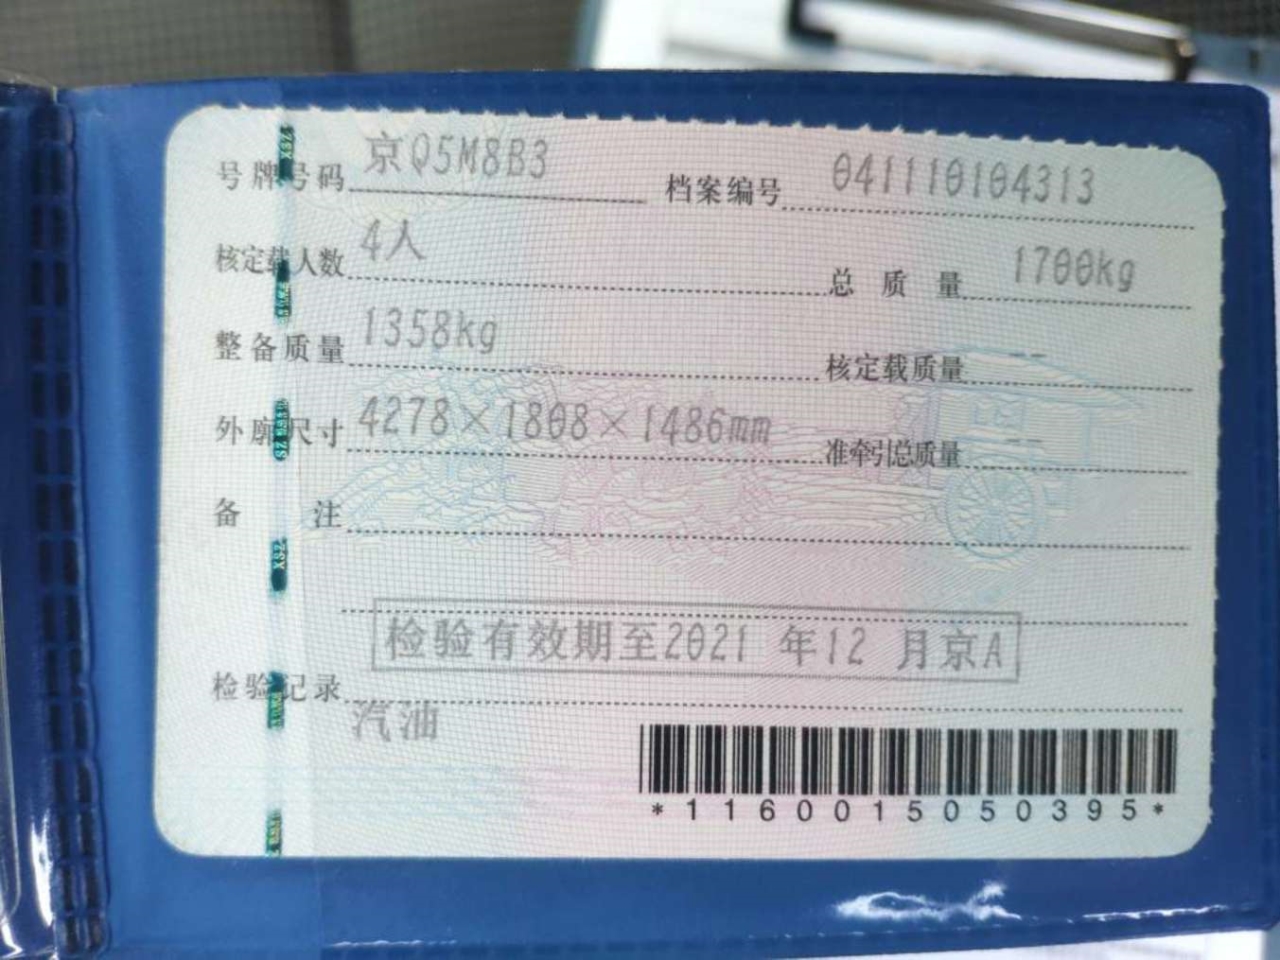 号牌号码 京Q5M8B3 档案编号 041110104313
核定载人数 4人 总质量 1700kg
整备质量 1358kg 核定载质量 --
外廓尺寸 4278×1808×1486mm 准牵引总质量 --
备注
检验有效期至2021 年12 月京A
检验记录
汽油
*1160015050395*